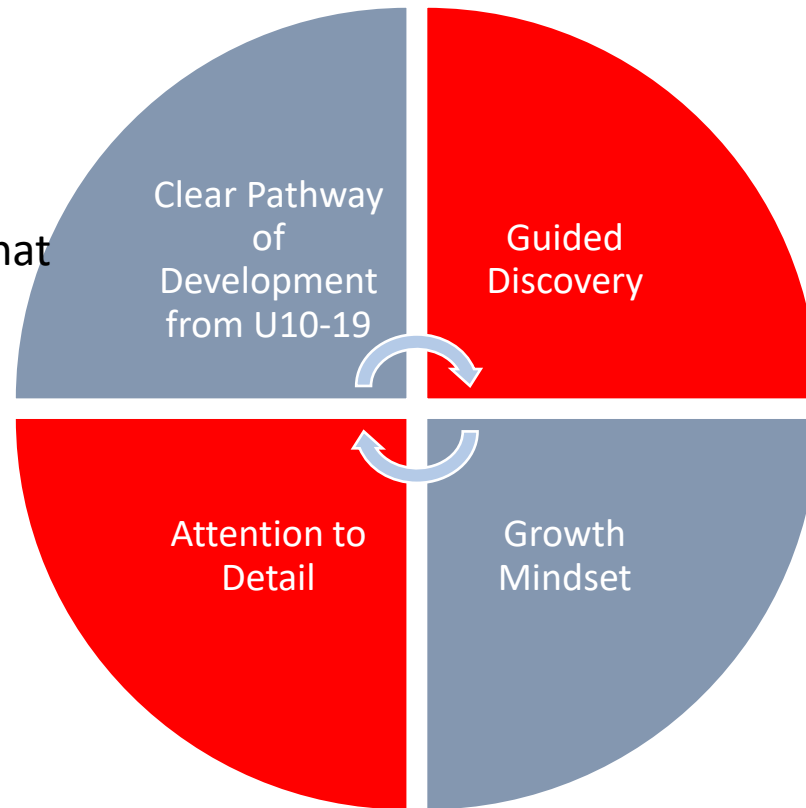 Clear Pathway
of
Development
from U10-19
Guided
Discovery
Attention to
Detail
Growth
Mindset